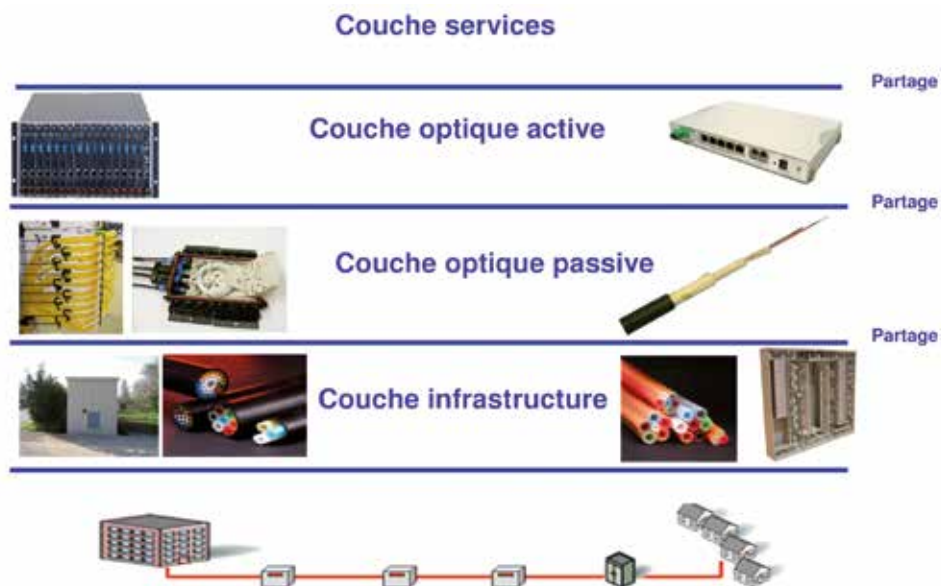 Couche services
Partage
Couche optique active
Partage
Couche optique passive
Partage
Couche infrastructure